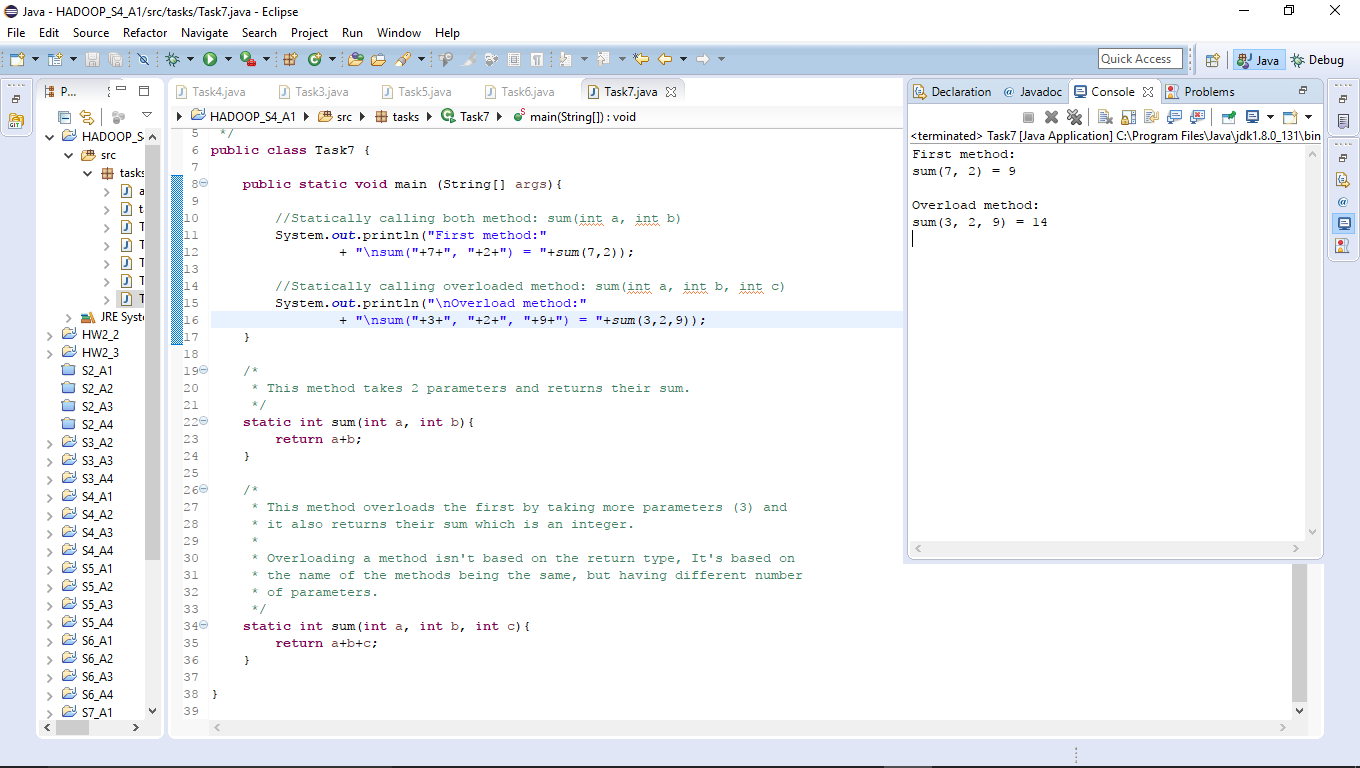 Java - HADOOP_S4_A1/src/tasks/Task7.java - Eclipse
File Edit Source Refactor Navigate Search Project Run Window Help
Quick Access
Java
Debug
P...
HADOOP_S
src
tasks
a
t
T
T
T
T
T
JRE Syste
HW2_2
HW2_3
S2_A1
S2_A2
S2_A3
S2_A4
S3_A2
S3_A3
S3_A4
S4_A1
S4_A2
S4_A3
S4_A4
S5_A1
S5_A2
S5_A3
S5_A4
S6_A1
S6_A2
S6_A3
S6_A4
S7_A1
GIT
Task4.java Task3.java Task5.java Task6.java Task7.java
HADOOP_S4_A1 src tasks Task7 main(String[]) : void
5 */
6 public class Task7 {
7
8 public static void main (String[] args){
9
10 //Statically calling both method: sum(int a, int b)
11 System.out.println("First method:"
12 + "\nsum("+7+", "+2+") = "+sum(7,2));
13
14 //Statically calling overloaded method: sum(int a, int b, int c)
15 System.out.println("\nOverload method:"
16 + "\nsum("+3+", "+2+", "+9+") = "+sum(3,2,9));
17 }
18
19 /*
20 * This method takes 2 parameters and returns their sum.
21 */
22 static int sum(int a, int b){
23 return a+b;
24 }
25
26 /*
27 * This method overloads the first by taking more parameters (3) and
28 * it also returns their sum which is an integer.
29 *
30 * Overloading a method isn't based on the return type, It's based on
31 * the name of the methods being the same, but having different number
32 * of parameters.
33 */
34 static int sum(int a, int b, int c){
35 return a+b+c;
36 }
37
38 }
39
Declaration @ Javadoc Console Problems
<terminated> Task7 [Java Application] C:\Program Files\Java\jdk1.8.0_131\bin
First method:
sum(7, 2) = 9
Overload method:
sum(3, 2, 9) = 14